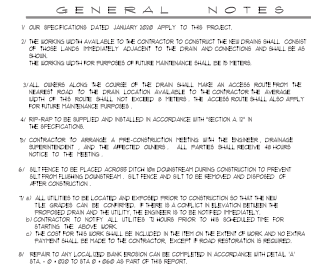 GENERAL NOTES
1/ OUR SPECIFICATIONS DATED JANUARY 2020 APPLY TO THIS PROJECT.
2/ THE WORKING WIDTH AVAILABLE TO THE CONTRACTOR TO CONSTRUCT THE NEW DRAINS SHALL CONSIST
OF THOSE LANDS IMMEDIATELY ADJACENT TO THE DRAIN AND CONNECTIONS AND SHALL BE AS
SHOWN.
THE WORKING WIDTH FOR PURPOSES OF FUTURE MAINTENANCE SHALL BE 15 METERS.
3/ ALL OWNERS ALONG THE COURSE OF THE DRAIN SHALL MAKE AN ACCESS ROUTE FROM THE
NEAREST ROAD TO THE DRAIN LOCATION AVAILABLE TO THE CONTRACTOR THE AVERAGE
WIDTH OF THIS ROUTE SHALL NOT EXCEED 8 METERS. THE ACCESS ROUTE SHALL ALSO APPLY
FOR FUTURE MAINTENANCE PURPOSES.
4/ RIP-RAP TO BE SUPPLIED AND INSTALLED IN ACCORDANCE WITH "SECTION A, 12" IN
THE SPECIFICATIONS.
5/ CONTRACTOR TO ARRANGE A PRE-CONSTRUCTION MEETING WITH THE ENGINEER, DRAINAGE
SUPERINTENDENT, AND THE AFFECTED OWNERS. ALL PARTIES SHALL RECEIVE 48 HOURS
NOTICE TO THE MEETING.
6/ SILT FENCE TO BE PLACED ACROSS DITCH BTM DOWNSTREAM DURING CONSTRUCTION TO PREVENT
SILT FROM FLUSHING DOWNSTREAM. SILT FENCE AND SILT TO BE REMOVED AND DISPOSED OF
AFTER CONSTRUCTION.
7/ a) ALL UTILITIES TO BE LOCATED AND EXPOSED PRIOR TO CONSTRUCTION SO THAT THE NEW
TILE GRADES CAN BE CONFIRMED. IF THERE IS A CONFLICT IN ELEVATION BETWEEN THE
PROPOSED DRAIN AND THE UTILITY, THE ENGINEER IS TO BE NOTIFIED IMMEDIATELY.
b) CONTRACTOR TO NOTIFY ALL UTILITIES 72 HOURS PRIOR TO HIS SCHEDULED TIME FOR
STARTING THE ABOVE WORK.
c) THE COST FOR THIS WORK SHALL BE INCLUDED IN THE ITEM ON THE EXTENT OF WORK AND NO EXTRA
PAYMENT SHALL BE MADE TO THE CONTRACTOR, EXCEPT IF ROAD RESTORATION IS REQUIRED.
8/ REPAIR TO ANY LOCALIZED BANK EROSION CAN BE COMPLETED IN ACCORDANCE WITH DETAIL 'A'
AS PART OF THIS REPORT.